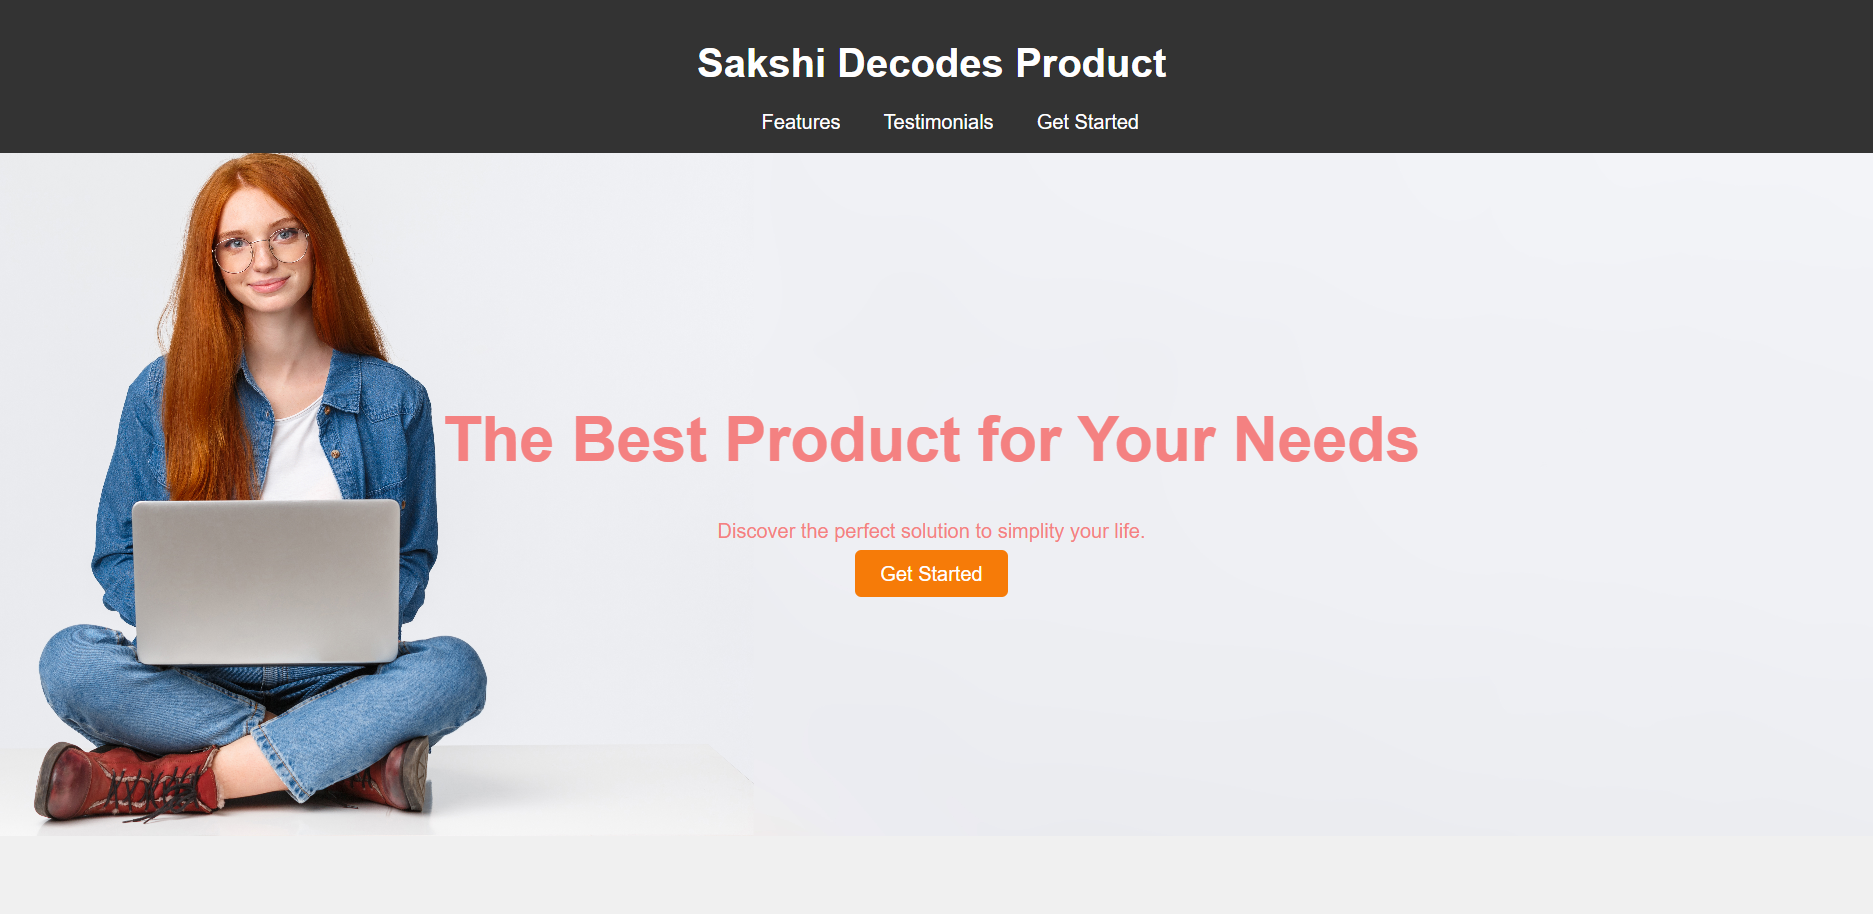 Sakshi Decodes Product
Features Testimonials Get Started
The Best Product for Your Needs
Discover the perfect solution to simplity your life.
Get Started